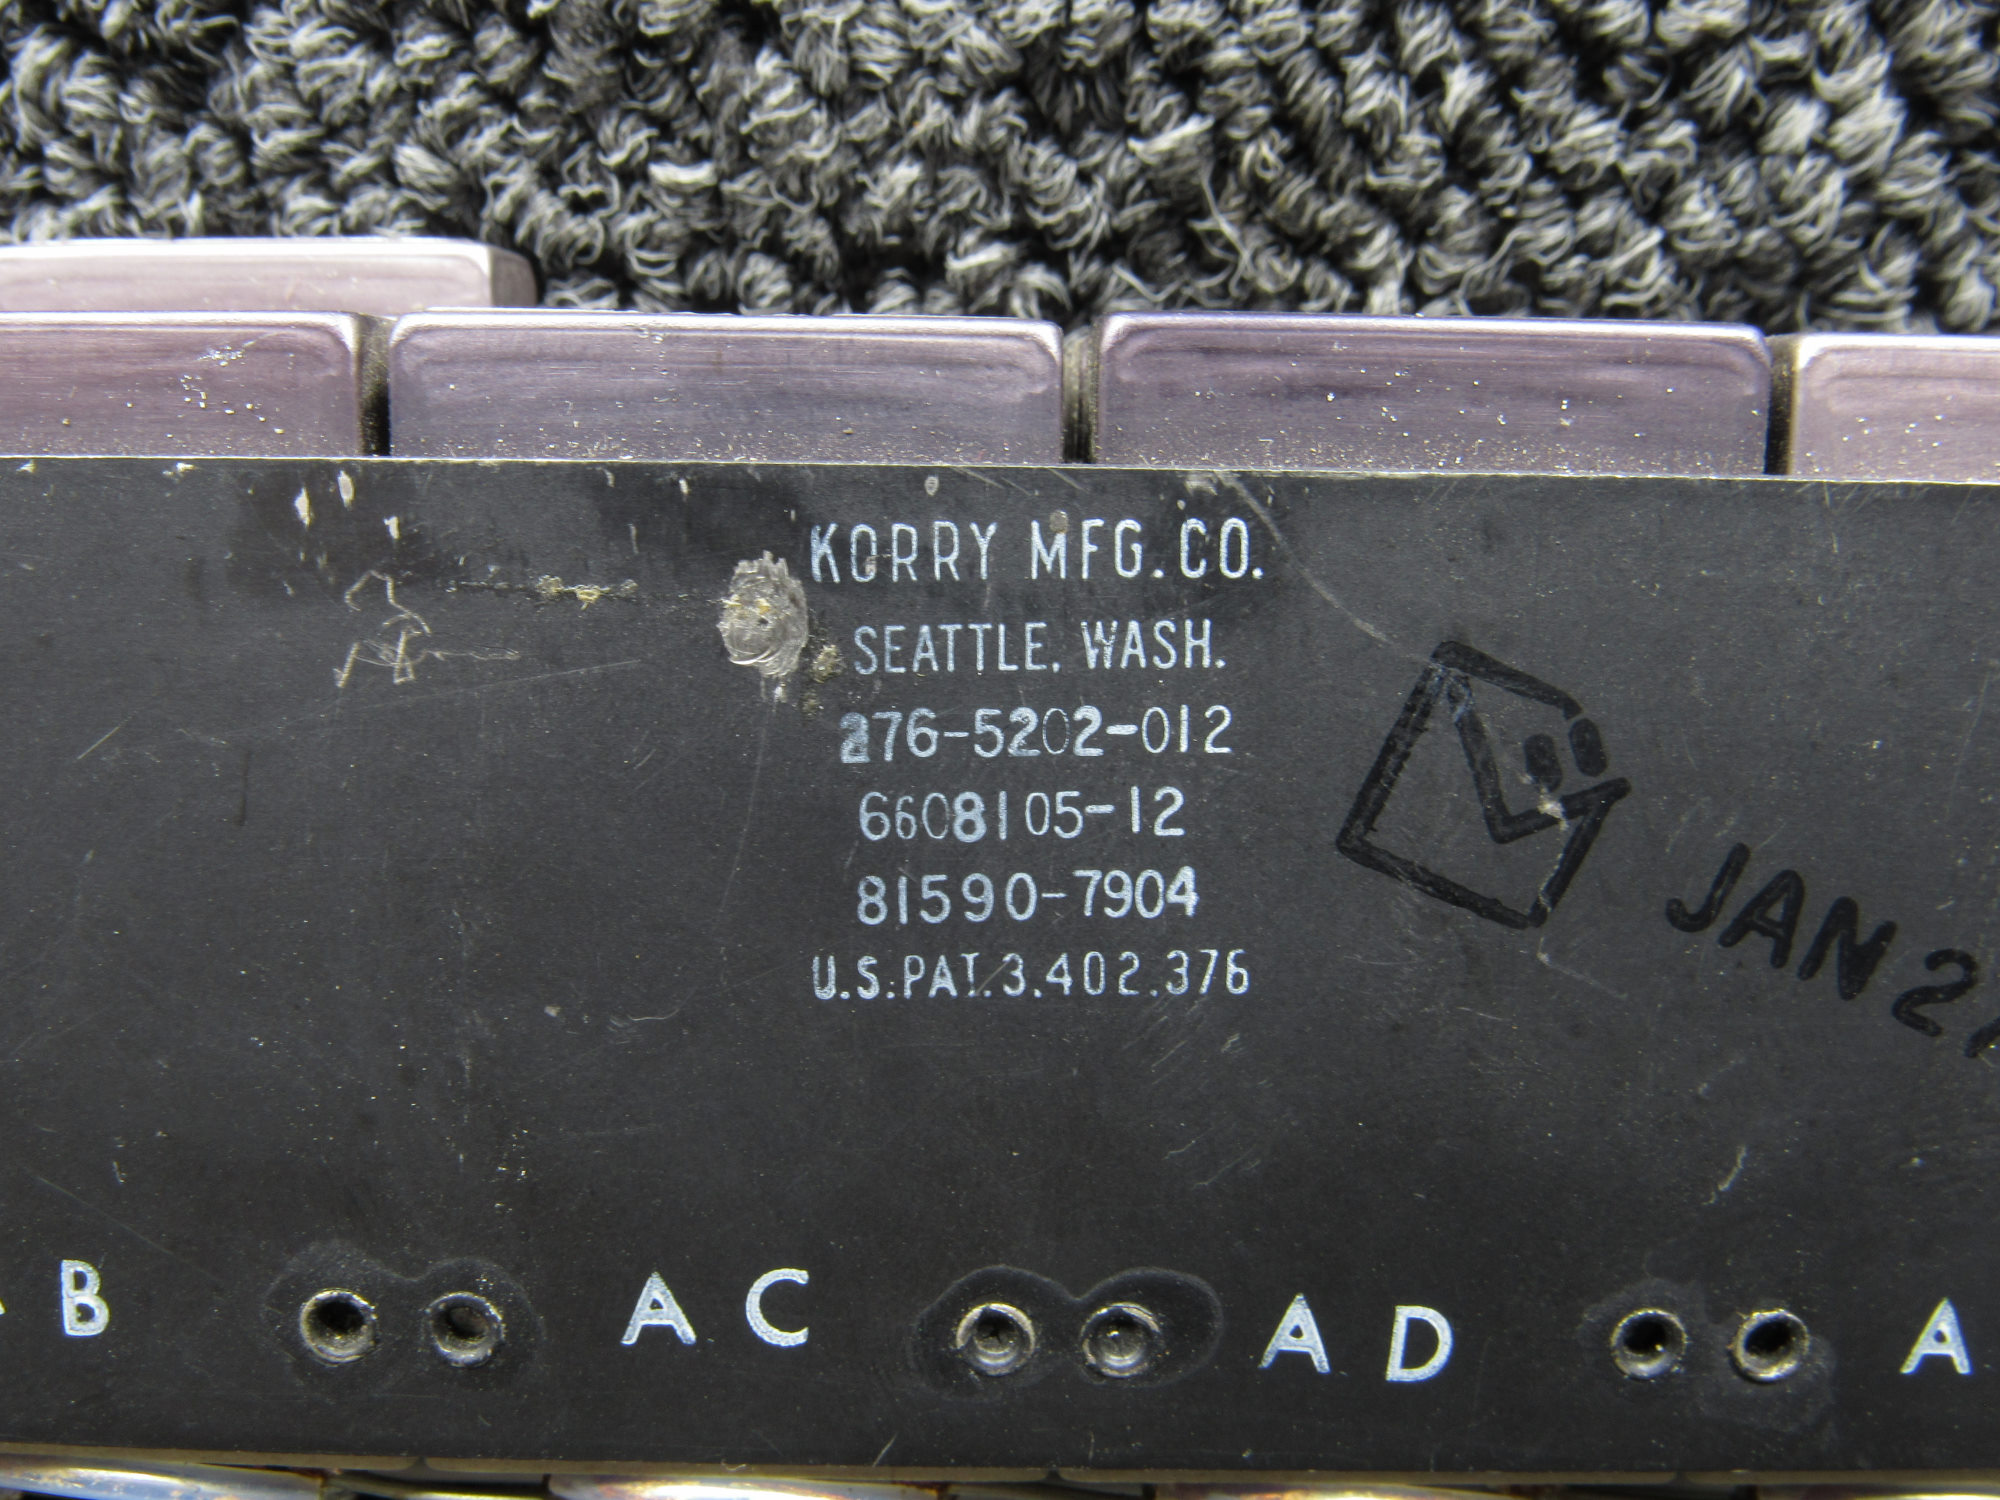 KORRY MFG. CO.
SEATTLE, WASH.
276-5202-012
6608105-12
81590-7904
U.S. PAT. 3,402,376
JAN 2
B
AC
AD
A